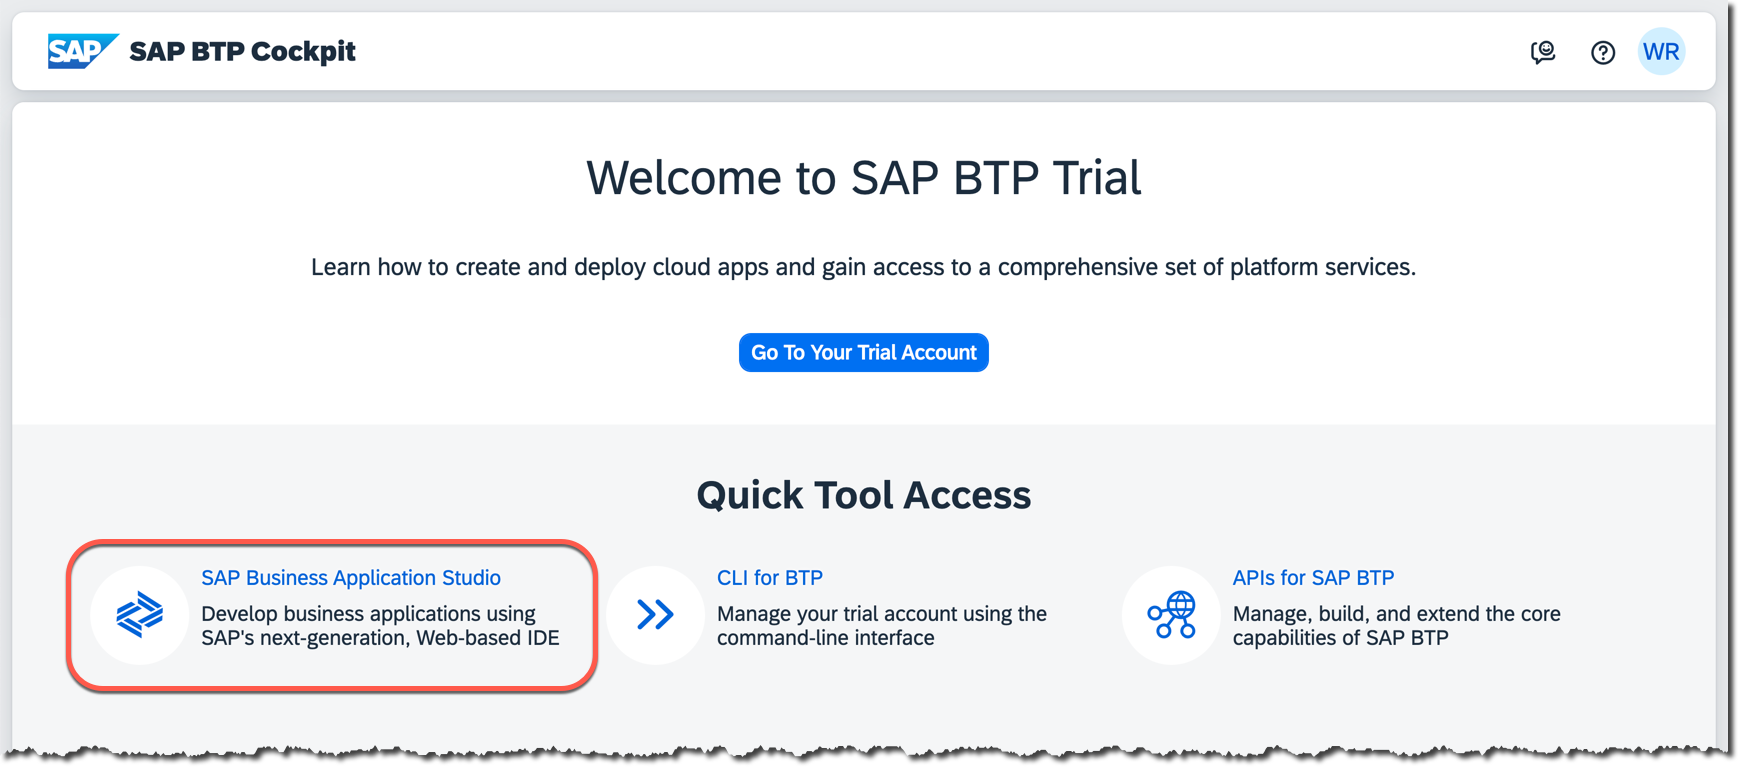 SAP SAP BTP Cockpit
WR
Welcome to SAP BTP Trial
Learn how to create and deploy cloud apps and gain access to a comprehensive set of platform services.
Go To Your Trial Account
Quick Tool Access
SAP Business Application Studio
Develop business applications using
SAP's next-generation, Web-based IDE
CLI for BTP
Manage your trial account using the
command-line interface
APIs for SAP BTP
Manage, build, and extend the core
capabilities of SAP BTP